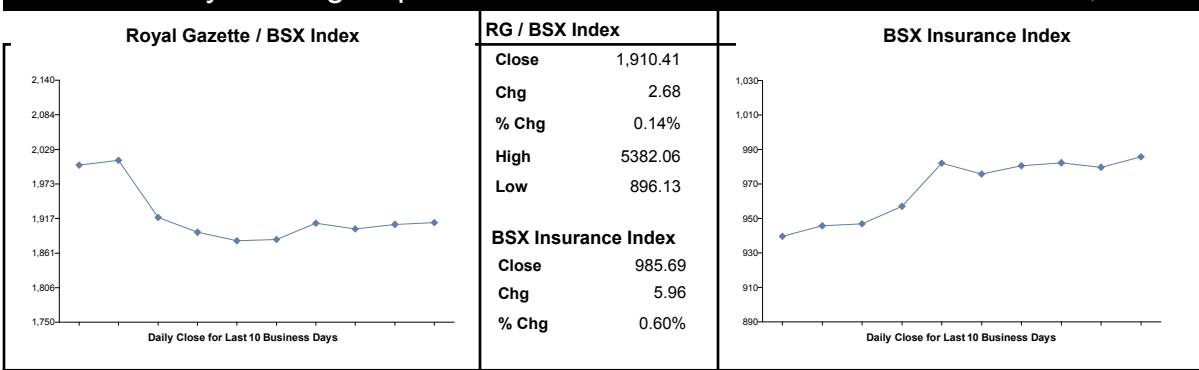 Royal Gazette / BSX Index
2,140
2,084
2,029
1,973
1,917
1,861
1,806
1,750
Daily Close for Last 10 Business Days
RG / BSX Index
Close 1,910.41
Chg 2.68
% Chg 0.14%
High 5382.06
Low 896.13
BSX Insurance Index
Close 985.69
Chg 5.96
% Chg 0.60%
BSX Insurance Index
1,030
1,010
990
970
950
930
910
890
Daily Close for Last 10 Business Days